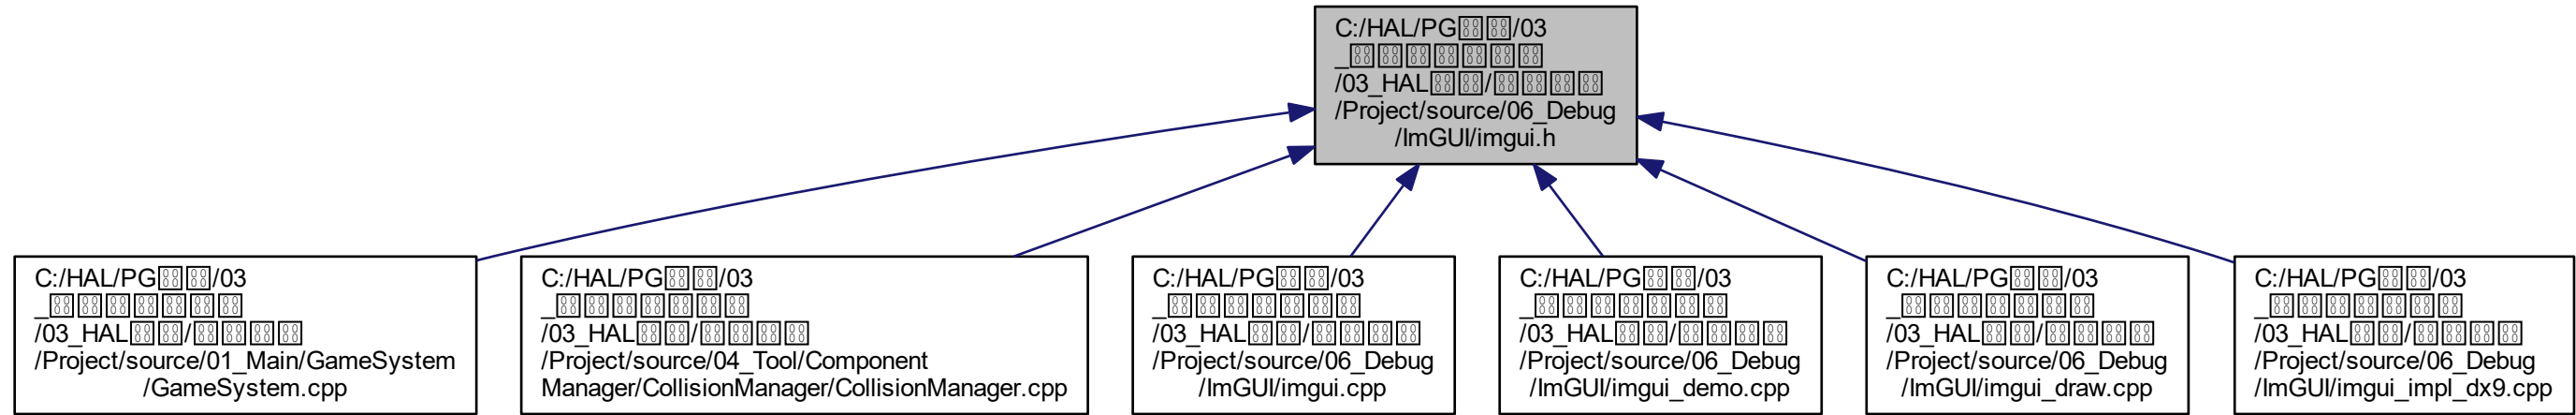 C:/HAL/PG /03
_
/03_HAL /
/Project/source/06_Debug
/ImGUI/imgui.h
C:/HAL/PG /03
_
/03_HAL /
/Project/source/01_Main/GameSystem
/GameSystem.cpp
C:/HAL/PG /03
_
/03_HAL /
/Project/source/04_Tool/Component
Manager/CollisionManager/CollisionManager.cpp
C:/HAL/PG /03
_
/03_HAL /
/Project/source/06_Debug
/ImGUI/imgui.cpp
C:/HAL/PG /03
_
/03_HAL /
/Project/source/06_Debug
/ImGUI/imgui_demo.cpp
C:/HAL/PG /03
_
/03_HAL /
/Project/source/06_Debug
/ImGUI/imgui_draw.cpp
C:/HAL/PG /03
_
/03_HAL /
/Project/source/06_Debug
/ImGUI/imgui_impl_dx9.cpp